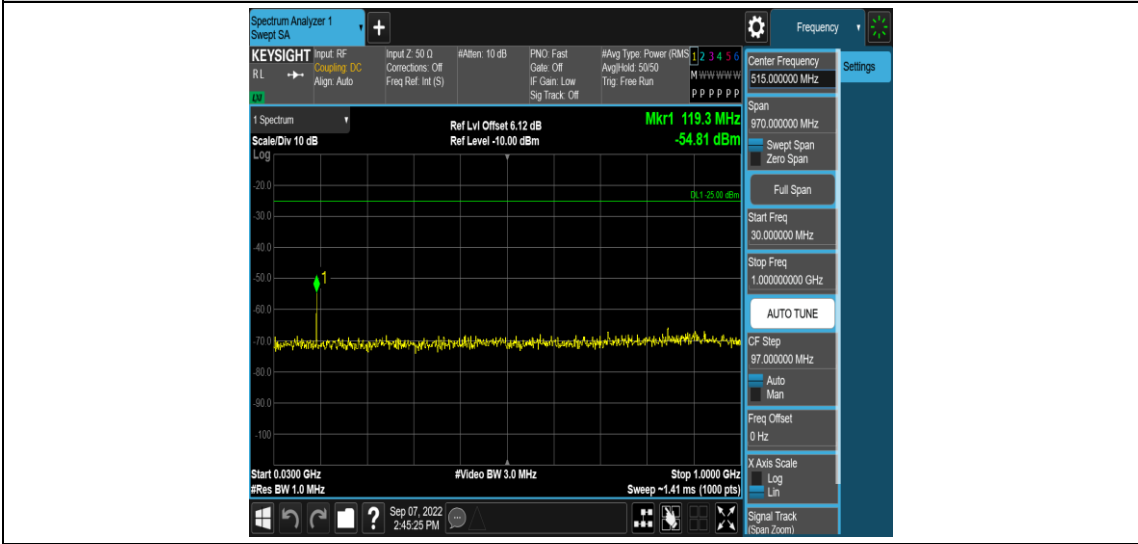 Spectrum Analyzer 1
Swept SA
+
Frequency
KEYSIGHT
RL
Input: RF
Coupling: DC
Align: Auto
Input Z: 50 Ω
Corrections: Off
Freq Ref: Int (S)
#Atten: 10 dB
PNO: Fast
Gate: Off
IF Gain: Low
Sig Track: Off
#Avg Type: Power (RMS
Avg|Hold: 50/50
Trig: Free Run
1 2 3 4 5 6
M W W W W W
P P P P P P
1 Spectrum
Scale/Div 10 dB
Log
Ref Lvl Offset 6.12 dB
Ref Level -10.00 dBm
Mkr1 119.3 MHz
-54.81 dBm
DL1 -25.00 dBm
-20.0
-30.0
-40.0
-50.0
-60.0
-70.0
-80.0
-90.0
-100
1
Start 0.0300 GHz
#Res BW 1.0 MHz
#Video BW 3.0 MHz
Stop 1.0000 GHz
Sweep ~1.41 ms (1000 pts)
?
Sep 07, 2022
2:45:25 PM
Center Frequency
515.000000 MHz
Settings
Span
970.000000 MHz
Swept Span
Zero Span
Full Span
Start Freq
30.000000 MHz
Stop Freq
1.000000000 GHz
AUTO TUNE
CF Step
97.000000 MHz
Auto
Man
Freq Offset
0 Hz
X Axis Scale
Log
Lin
Signal Track
(Span Zoom)